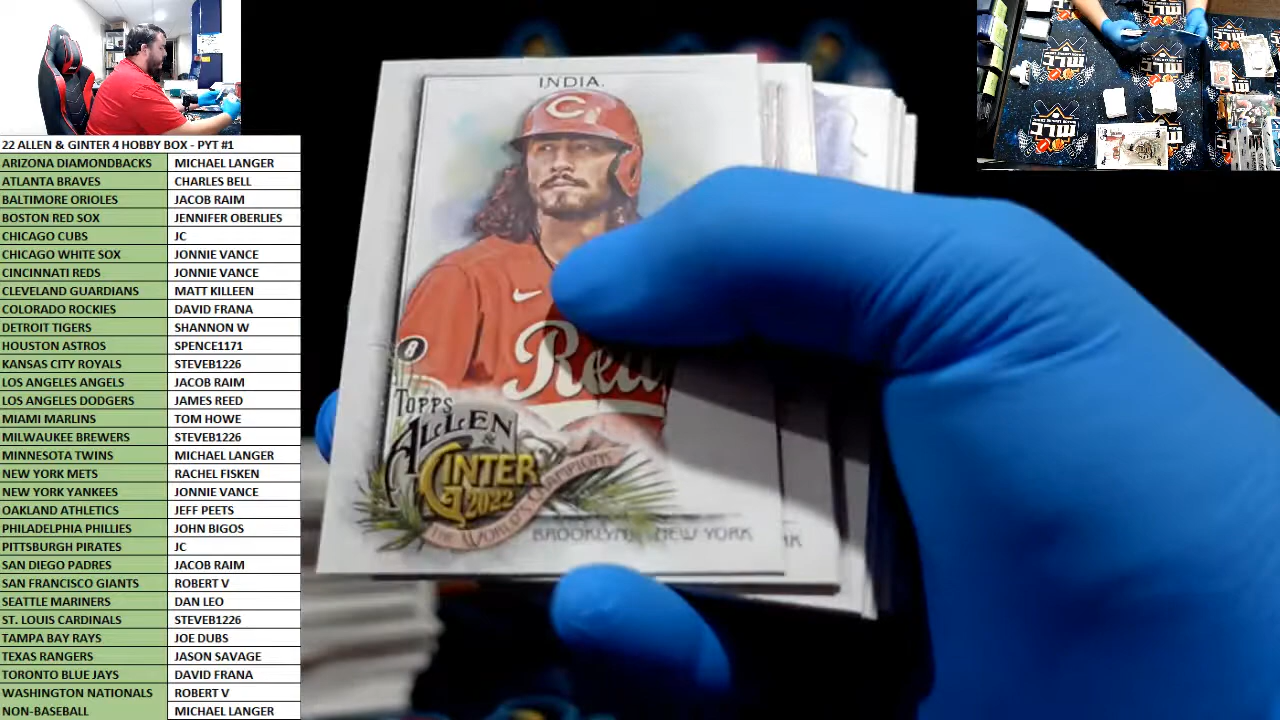 22 ALLEN & GINTER 4 HOBBY BOX - PYT #1
ARIZONA DIAMONDBACKS MICHAEL LANGER
ATLANTA BRAVES CHARLES BELL
BALTIMORE ORIOLES JACOB RAIM
BOSTON RED SOX JENNIFER OBERLIES
CHICAGO CUBS JC
CHICAGO WHITE SOX JONNIE VANCE
CINCINNATI REDS JONNIE VANCE
CLEVELAND GUARDIANS MATT KILLEEN
COLORADO ROCKIES DAVID FRANA
DETROIT TIGERS SHANNON W
HOUSTON ASTROS SPENCE1171
KANSAS CITY ROYALS STEVEB1226
LOS ANGELES ANGELS JACOB RAIM
LOS ANGELES DODGERS JAMES REED
MIAMI MARLINS TOM HOWE
MILWAUKEE BREWERS STEVEB1226
MINNESOTA TWINS MICHAEL LANGER
NEW YORK METS RACHEL FISKEN
NEW YORK YANKEES JONNIE VANCE
OAKLAND ATHLETICS JEFF PEETS
PHILADELPHIA PHILLIES JOHN BIGOS
PITTSBURGH PIRATES JC
SAN DIEGO PADRES JACOB RAIM
SAN FRANCISCO GIANTS ROBERT V
SEATTLE MARINERS DAN LEO
ST. LOUIS CARDINALS STEVEB1226
TAMPA BAY RAYS JOE DUBS
TEXAS RANGERS JASON SAVAGE
TORONTO BLUE JAYS DAVID FRANA
WASHINGTON NATIONALS ROBERT V
NON-BASEBALL MICHAEL LANGER
INDIA.
C
8
Reds
TOPPS
ALLEN
&
GINTER
2022
THE WORLD'S CHAMPIONS
BROOKLYN, NEW YORK